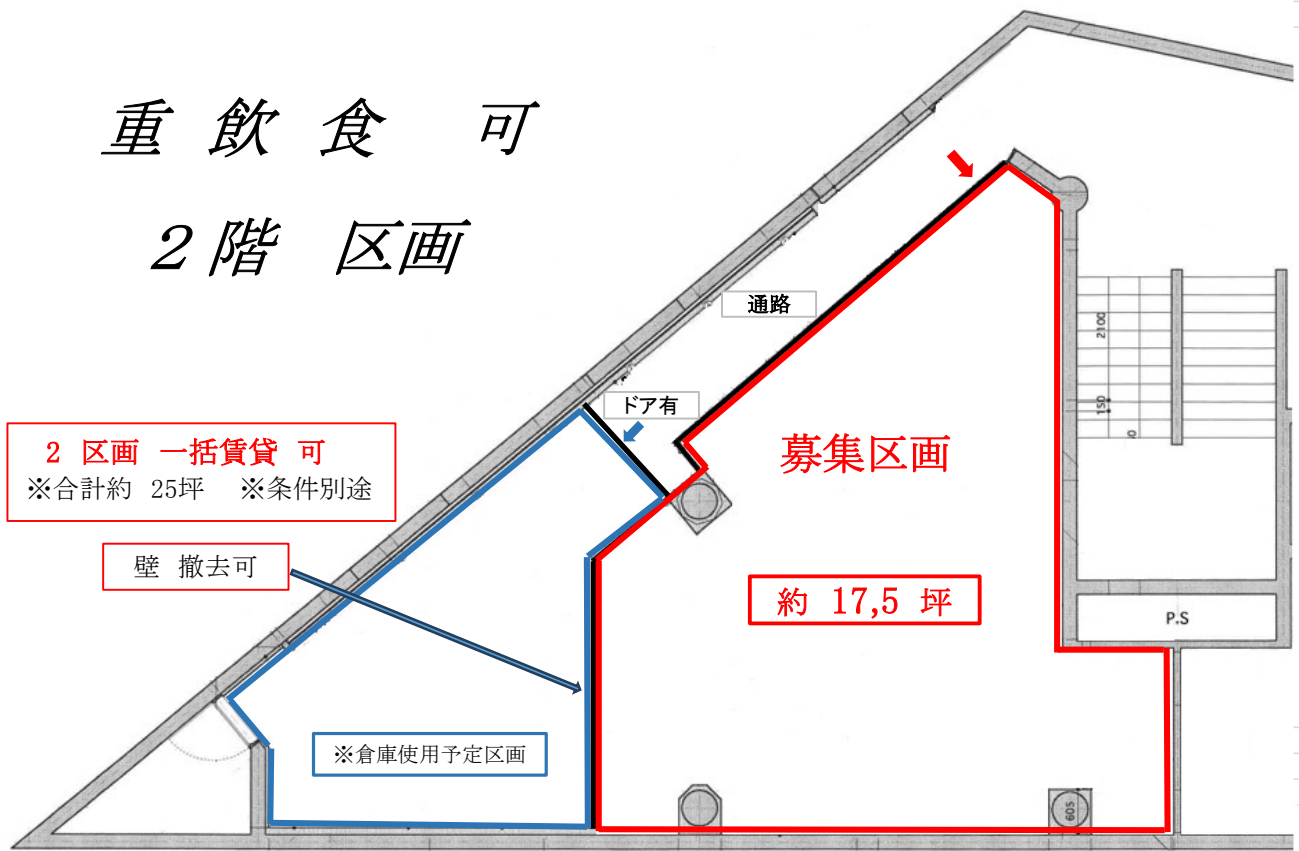 重 飲 食 可
2階 区画
通路
ドア有
2 区画 一括賃貸 可
※合計約 25坪 ※条件別途
募集区画
壁 撤去可
約 17,5 坪
※倉庫使用予定区画
P.S
2100
150
605